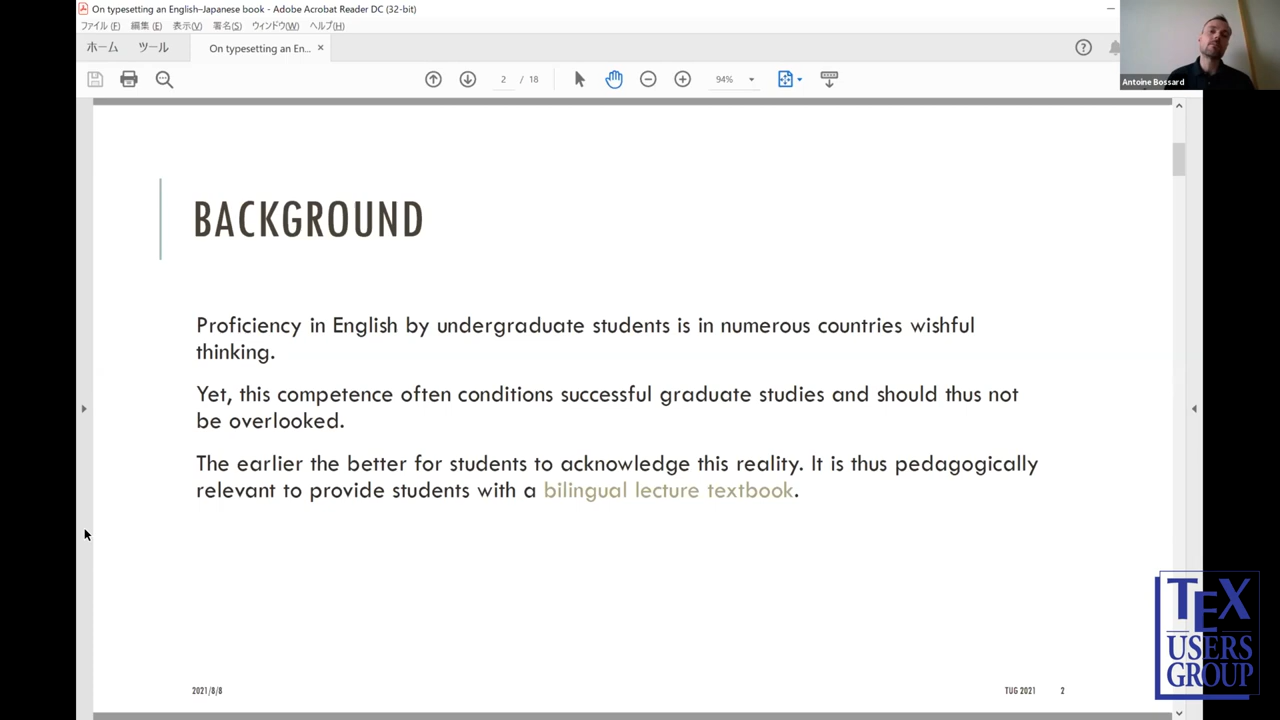 On typesetting an English–Japanese book - Adobe Acrobat Reader DC (32-bit)
ファイル(F) 編集(E) 表示(V) 署名(S) ウィンドウ(W) ヘルプ(H)
ホーム ツール On typesetting an En... ×
2 / 18 94%
Antoine Bossard
BACKGROUND
Proficiency in English by undergraduate students is in numerous countries wishful
thinking.
Yet, this competence often conditions successful graduate studies and should thus not
be overlooked.
The earlier the better for students to acknowledge this reality. It is thus pedagogically
relevant to provide students with a bilingual lecture textbook.
2021/8/8 TUG 2021 2
TEX
USERS
GROUP